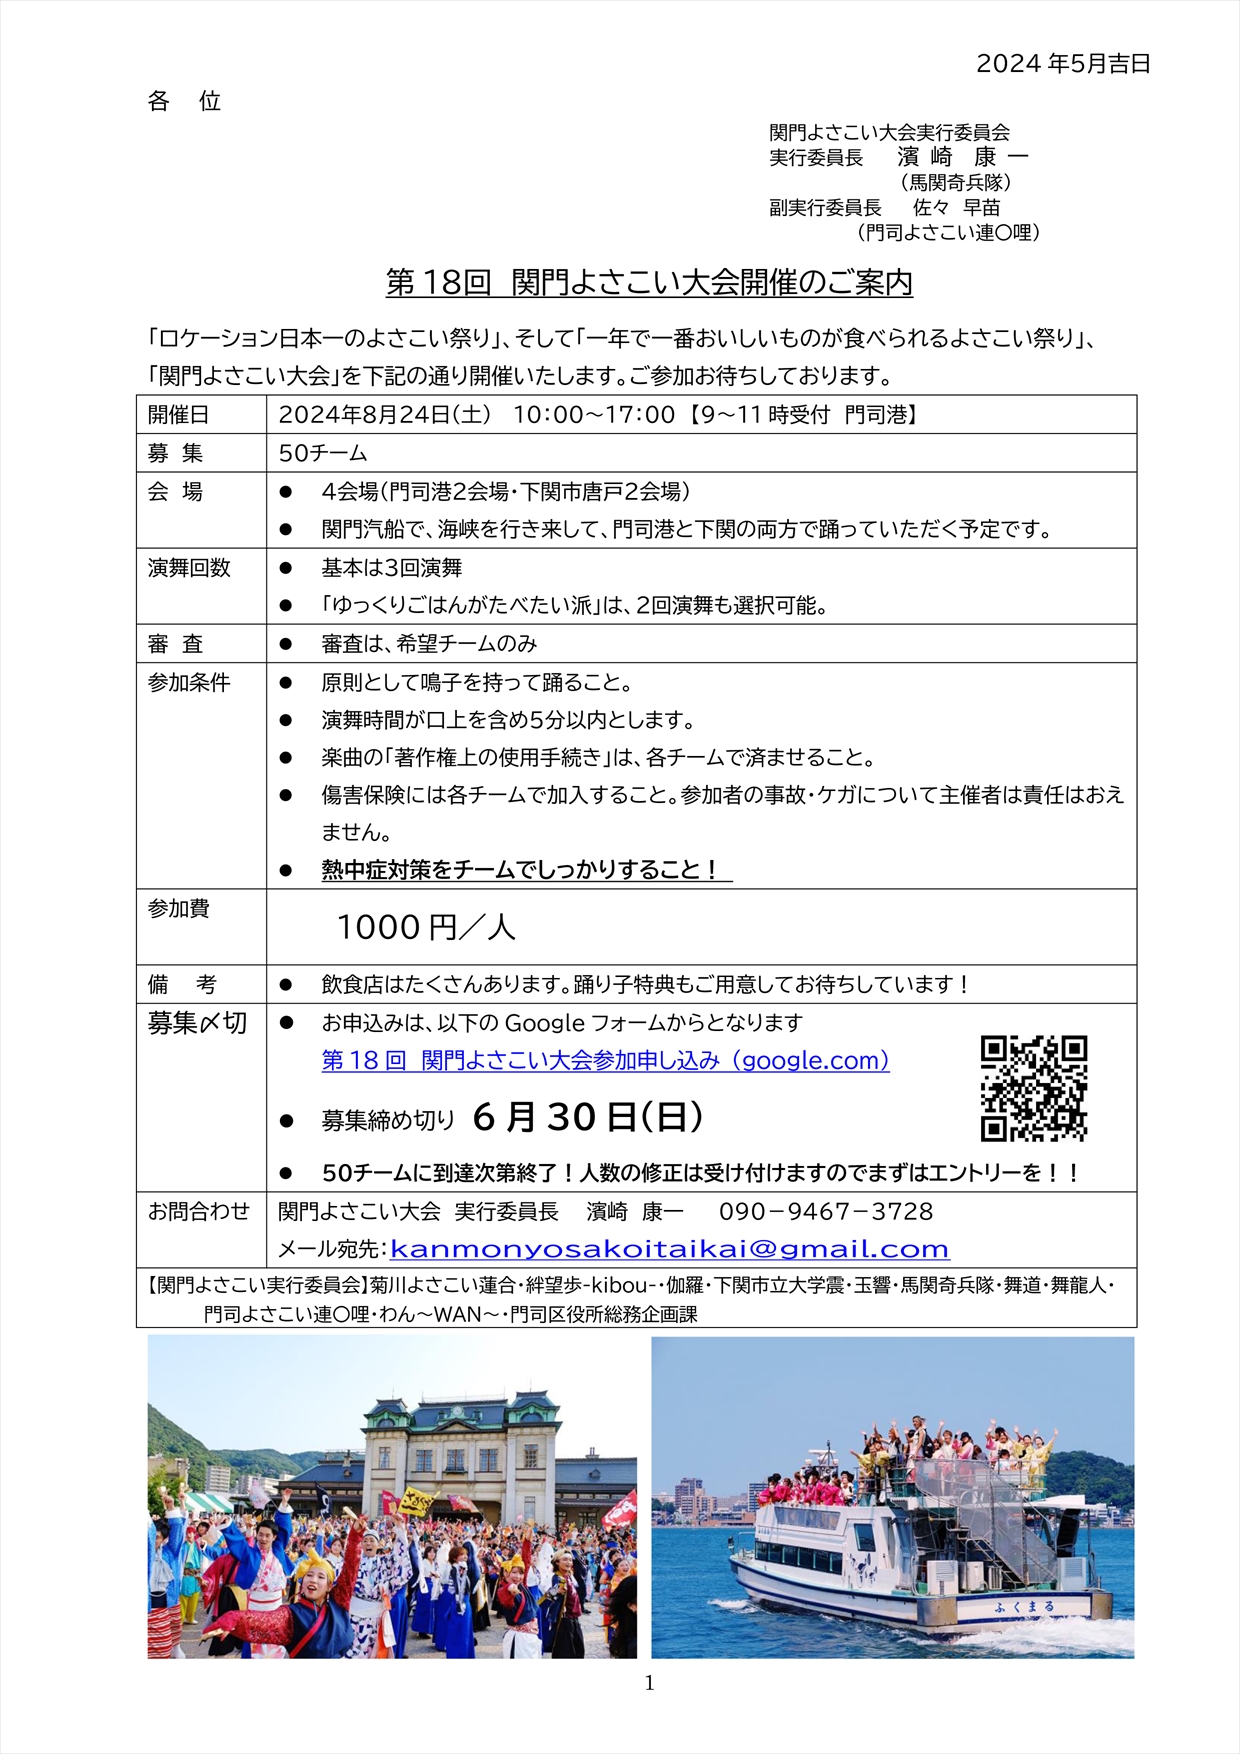 2024年5月吉日
各 位
関門よさこい大会実行委員会
実行委員長 濱 崎 康 一
（馬関奇兵隊）
副実行委員長 佐々 早苗
（門司よさこい連〇哩）
第18回 関門よさこい大会開催のご案内
「ロケーション日本一のよさこい祭り」、そして「一年で一番おいしいものが食べられるよさこい祭り」、
「関門よさこい大会」を下記の通り開催いたします。ご参加お待ちしております。
開催日 2024年8月24日(土) 10：00～17：00【9～11時受付 門司港】
募 集 50チーム
会 場 ● 4会場(門司港2会場・下関市唐戸2会場)
● 関門汽船で、海峡を行き来して、門司港と下関の両方で踊っていただく予定です。
演舞回数 ● 基本は3回演舞
● 「ゆっくりごはんがたべたい派」は、2回演舞も選択可能。
審 査 ● 審査は、希望チームのみ
参加条件 ● 原則として鳴子を持って踊ること。
● 演舞時間が口上を含め5分以内とします。
● 楽曲の「著作権上の使用手続き」は、各チームで済ませること。
● 傷害保険には各チームで加入すること。参加者の事故・ケガについて主催者は責任はおえ
ません。
● 熱中症対策をチームでしっかりすること！
参加費 1000円／人
備 考 ● 飲食店はたくさんあります。踊り子特典もご用意してお待ちしています！
募集〆切 ● お申込みは、以下の Google フォームからとなります
第18回 関門よさこい大会参加申し込み (google.com)
● 募集締め切り 6月30日(日)
● 50チームに到達次第終了！人数の修正は受け付けますのでまずはエントリーを！！
お問合わせ 関門よさこい大会 実行委員長 濱崎 康一 090－9467－3728
メール宛先：kanmonyosakoitaikai@gmail.com
【関門よさこい実行委員会】菊川よさこい蓮合・絆望歩-kibou-・伽羅・下関市立大学震・玉響・馬関奇兵隊・舞道・舞龍人・
門司よさこい連〇哩・わん～WAN～・門司区役所総務企画課
ふくまる
1